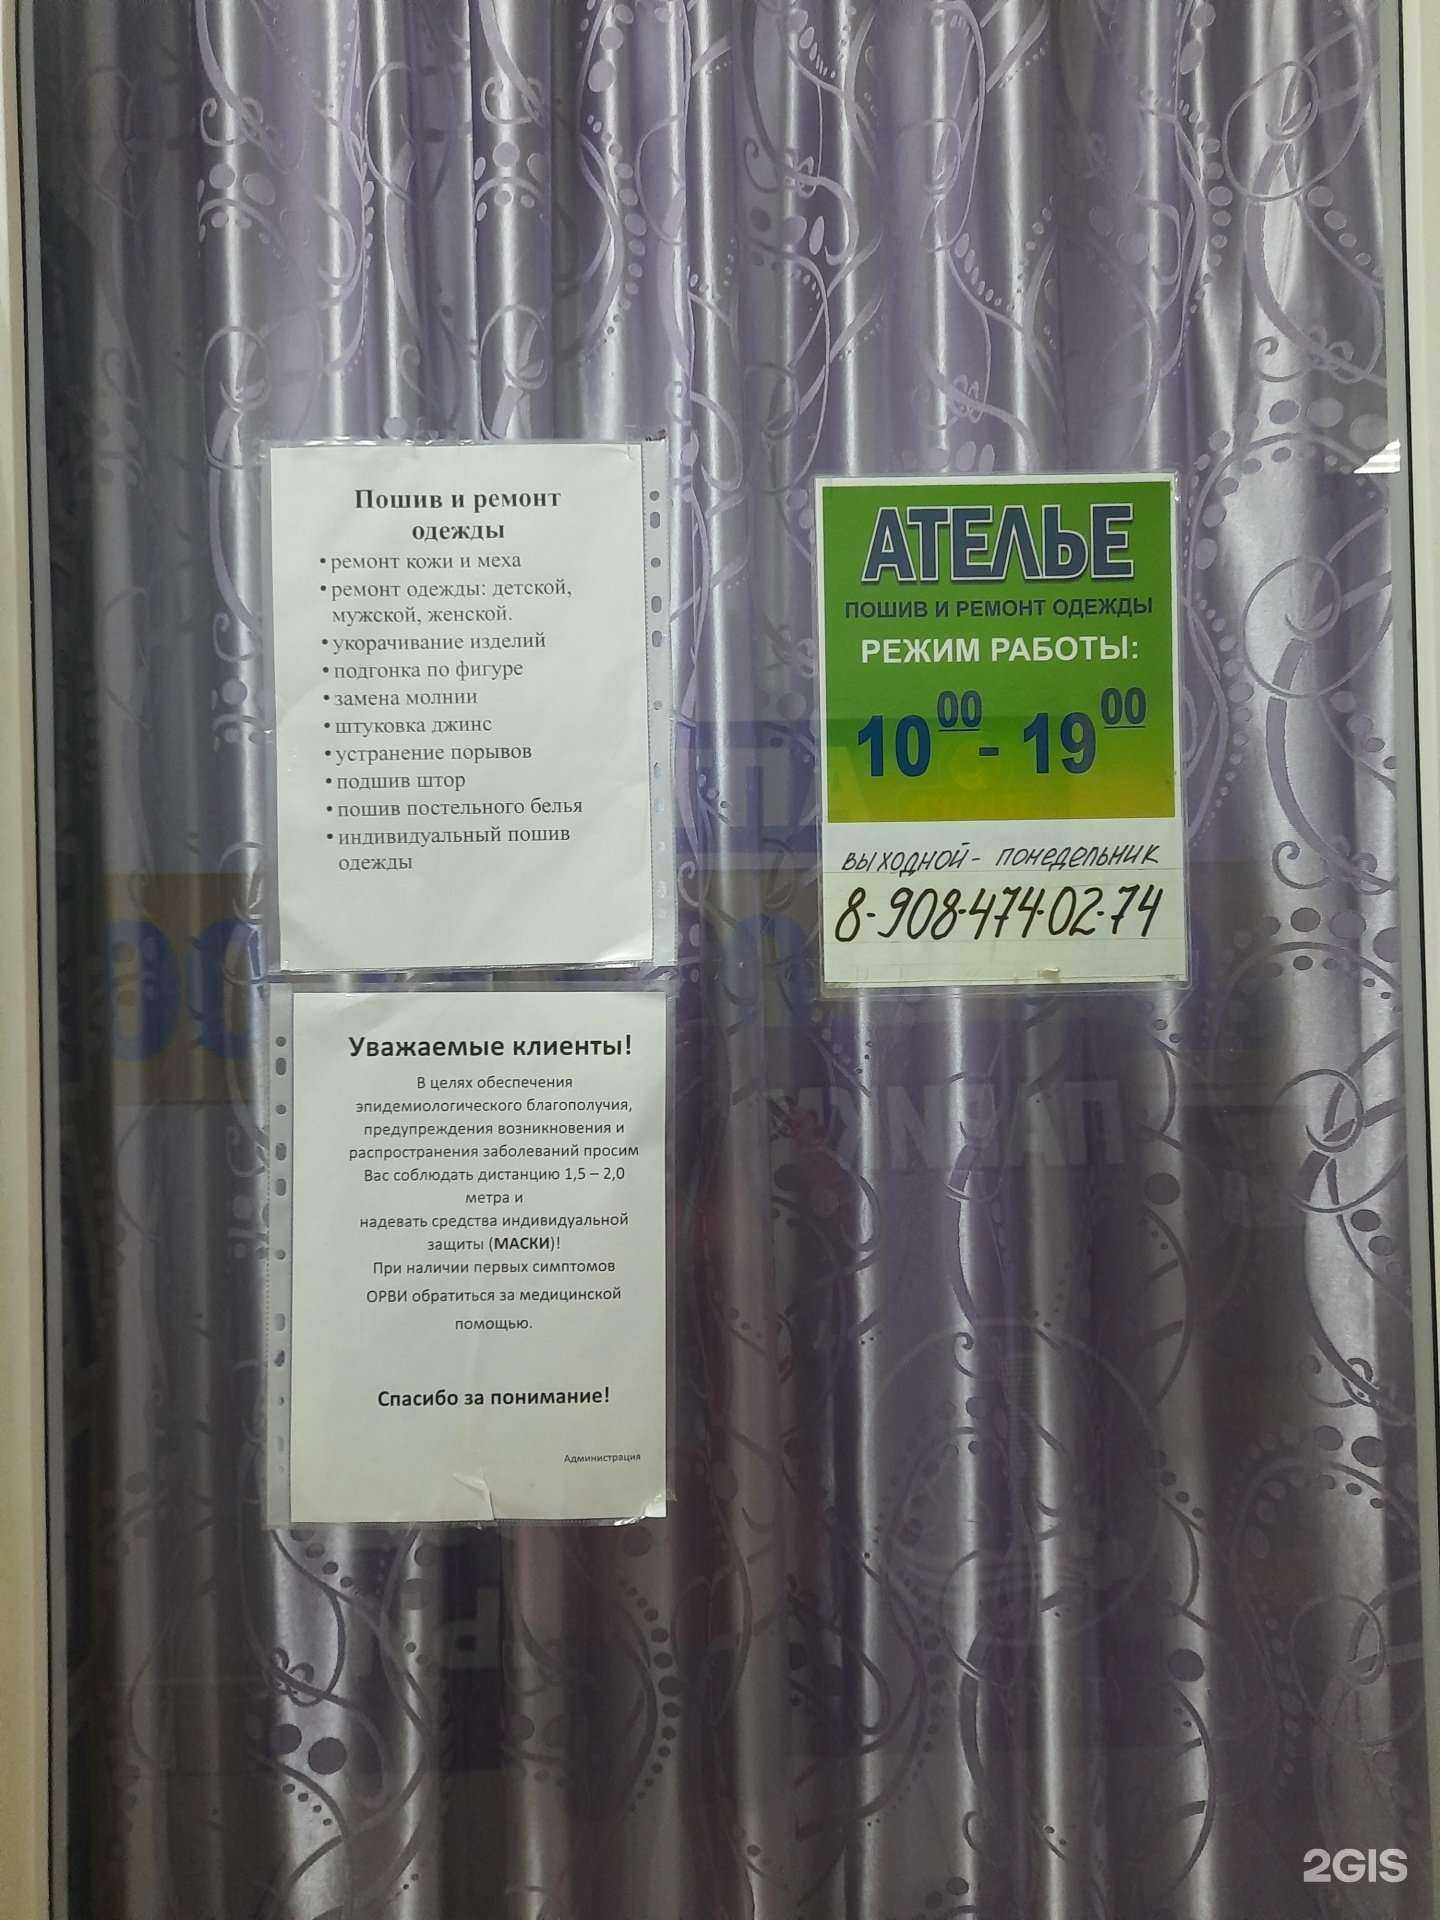 Пошив и ремонт
одежды
• ремонт кожи и меха
• ремонт одежды: детской,
мужской, женской.
• укорачивание изделий
• подгонка по фигуре
• замена молнии
• штуковка джинс
• устранение порывов
• подшив штор
• пошив постельного белья
• индивидуальный пошив
одежды
АТЕЛЬЕ
ПОШИВ И РЕМОНТ ОДЕЖДЫ
РЕЖИМ РАБОТЫ:
10 00 - 19 00
выходной - понедельник
8-908-474-02-74
Уважаемые клиенты!
В целях обеспечения
эпидемиологического благополучия,
предупреждения возникновения и
распространения заболеваний просим
Вас соблюдать дистанцию 1,5 – 2,0
метра и
надевать средства индивидуальной
защиты (МАСКИ)!
При наличии первых симптомов
ОРВИ обратиться за медицинской
помощью.
Спасибо за понимание!
Администрация
2GIS